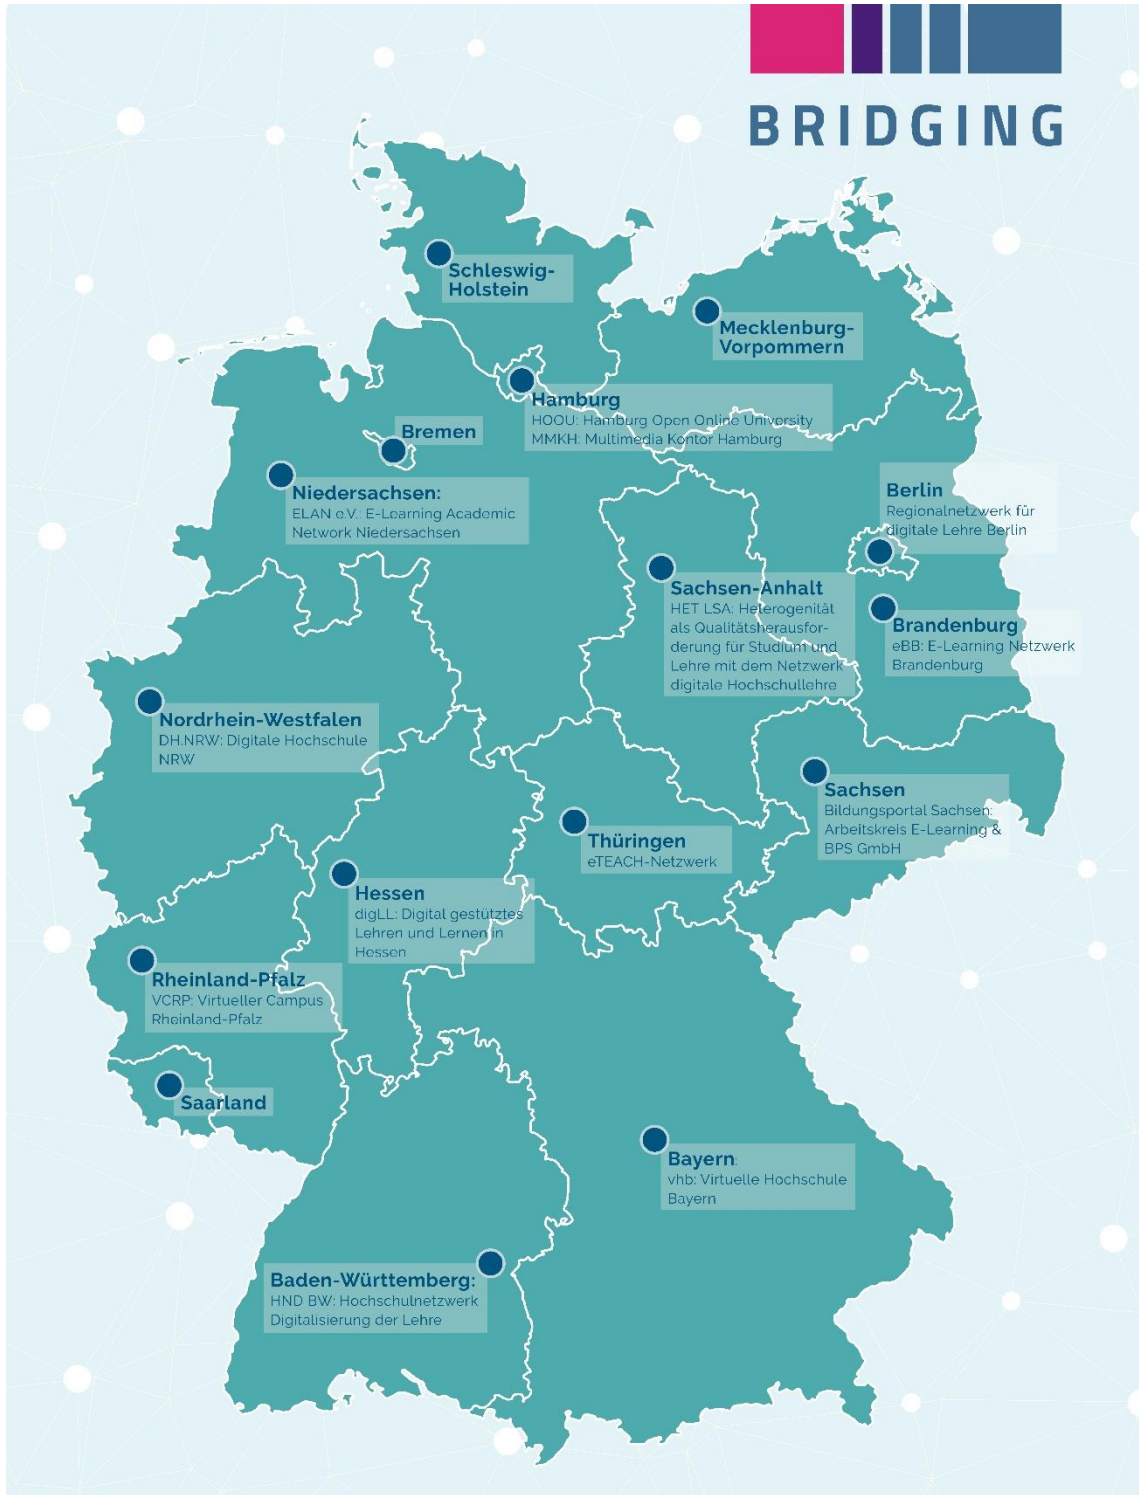 BRIDGING
Schleswig-
Holstein
Mecklenburg-
Vorpommern
Hamburg
HOOU: Hamburg Open Online University
MMKH: Multimedia Kontor Hamburg
Bremen
Niedersachsen:
ELAN e.V.: E-Learning Academic
Network Niedersachsen
Berlin
Regionalnetzwerk für
digitale Lehre Berlin
Sachsen-Anhalt
HET LSA: Heterogenität
als Qualitätsherausfor-
derung für Studium und
Lehre mit dem Netzwerk
digitale Hochschullehre
Brandenburg
eBB: E-Learning Netzwerk
Brandenburg
Nordrhein-Westfalen
DH.NRW: Digitale Hochschule
NRW
Sachsen
Bildungsportal Sachsen:
Arbeitskreis E-Learning &
BPS GmbH
Thüringen
eTEACH-Netzwerk
Hessen
digLL: Digital gestütztes
Lehren und Lernen in
Hessen
Rheinland-Pfalz
VCRP: Virtueller Campus
Rheinland-Pfalz
Saarland
Bayern:
vhb: Virtuelle Hochschule
Bayern
Baden-Württemberg:
HND BW: Hochschulnetzwerk
Digitalisierung der Lehre